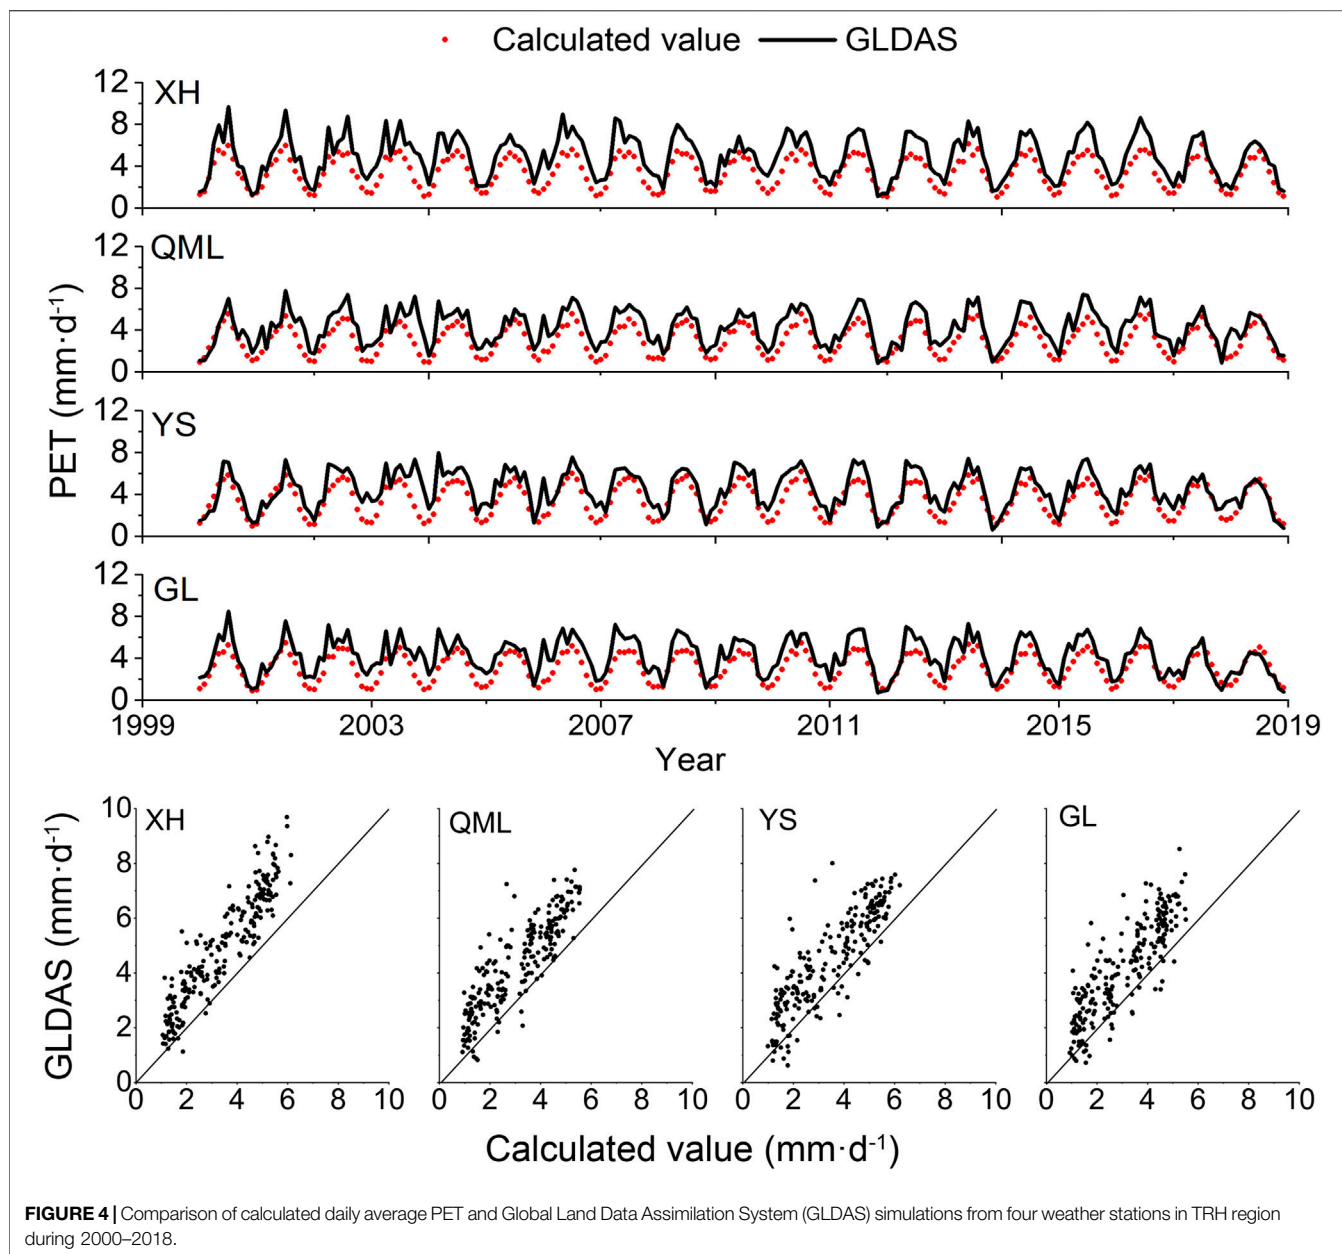 Calculated value GLDAS
XH
12
8
4
0
QML
12
8
4
0
YS
12
8
4
0
GL
12
8
4
0
PET (mm·d-1)
1999 2003 2007 2011 2015 2019
Year
XH
QML
YS
GL
10
8
6
4
2
0
GLDAS (mm·d-1)
0 2 4 6 8 10
0 2 4 6 8 10
0 2 4 6 8 10
0 2 4 6 8 10
Calculated value (mm·d-1)
FIGURE 4 | Comparison of calculated daily average PET and Global Land Data Assimilation System (GLDAS) simulations from four weather stations in TRH region
during 2000–2018.